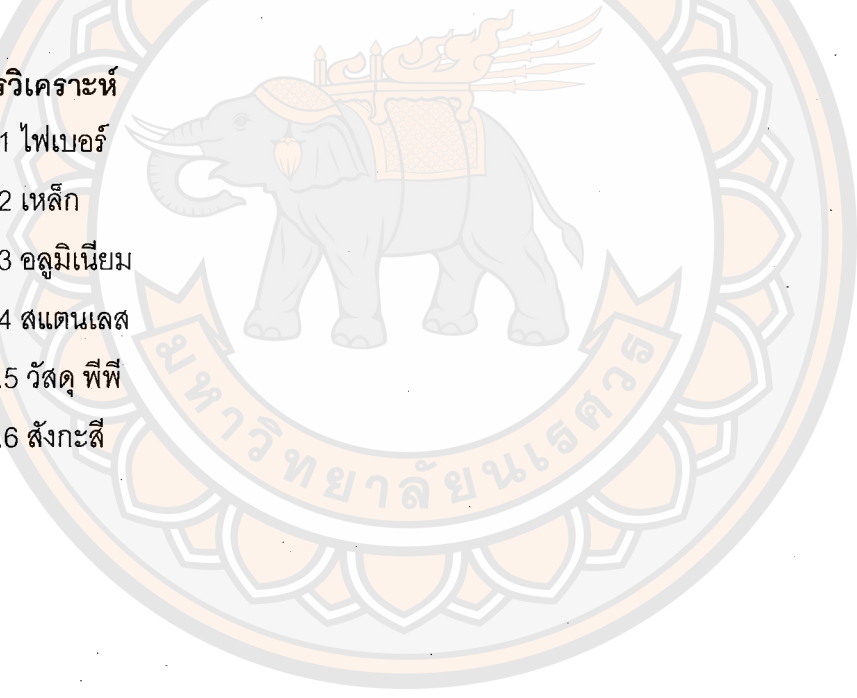 รวิเคราะห์
1 ไฟเบอร์
2 เหล็ก
3 อลูมิเนียม
4 สแตนเลส
.5 วัสดุ พีพี
.6 สังกะสี
มหาวิทยาลัยนเรศวร